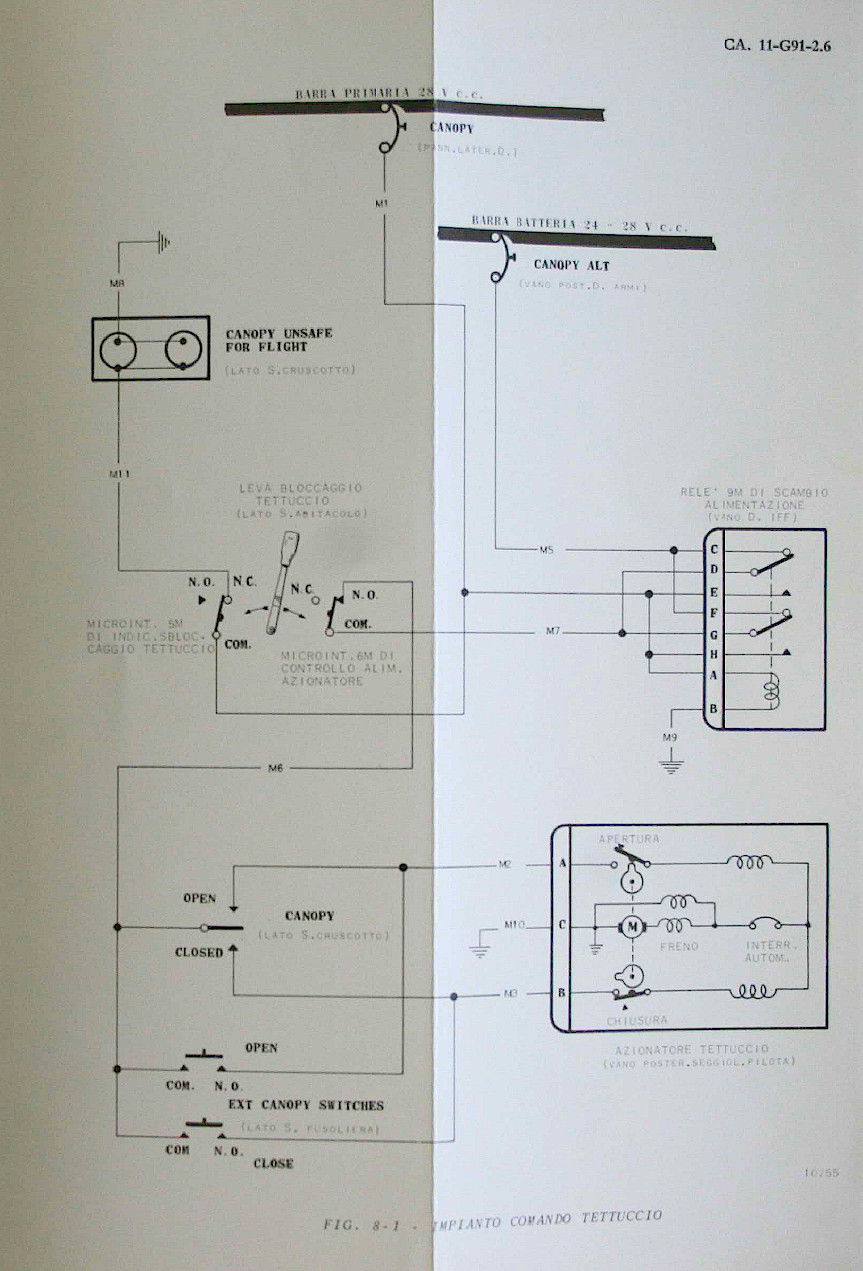 CA. 11-G91-2.6
BARRA PRIMARIA 28 V c.c.
CANOPY
(PANN.LATER.D.)
M1
BARRA BATTERIA 24 - 28 V c.c.
CANOPY ALT
(VANO POST.D. ARMI)
M8
CANOPY UNSAFE
FOR FLIGHT
(LATO S.CRUSCOTTO)
M11
LEVA BLOCCAGGIO
TETTUCCIO
(LATO S.ABITACOLO)
RELE' 9M DI SCAMBIO
ALIMENTAZIONE
(VANO D. IFF)
M5
C
D
E
F
G
H
A
B
N.O.
N.C.
N.C.
N.O.
COM.
COM.
M7
MICROINT. 5M
DI INDIC.SBLOC-
CAGGIO TETTUCCIO
MICROINT.6M DI
CONTROLLO ALIM.
AZIONATORE
M9
M6
APERTURA
A
M2
OPEN
CANOPY
(LATO S.CRUSCOTTO)
CLOSED
M10
C
M
FRENO
INTERR.
AUTOM.
M3
B
CHIUSURA
AZIONATORE TETTUCCIO
(VANO POSTER.SEGGIOL.PILOTA)
OPEN
COM.
N.O.
EXT CANOPY SWITCHES
(LATO S. FUSOLIERA)
COM
N.O.
CLOSE
10/55
FIG. 8-1 - IMPIANTO COMANDO TETTUCCIO